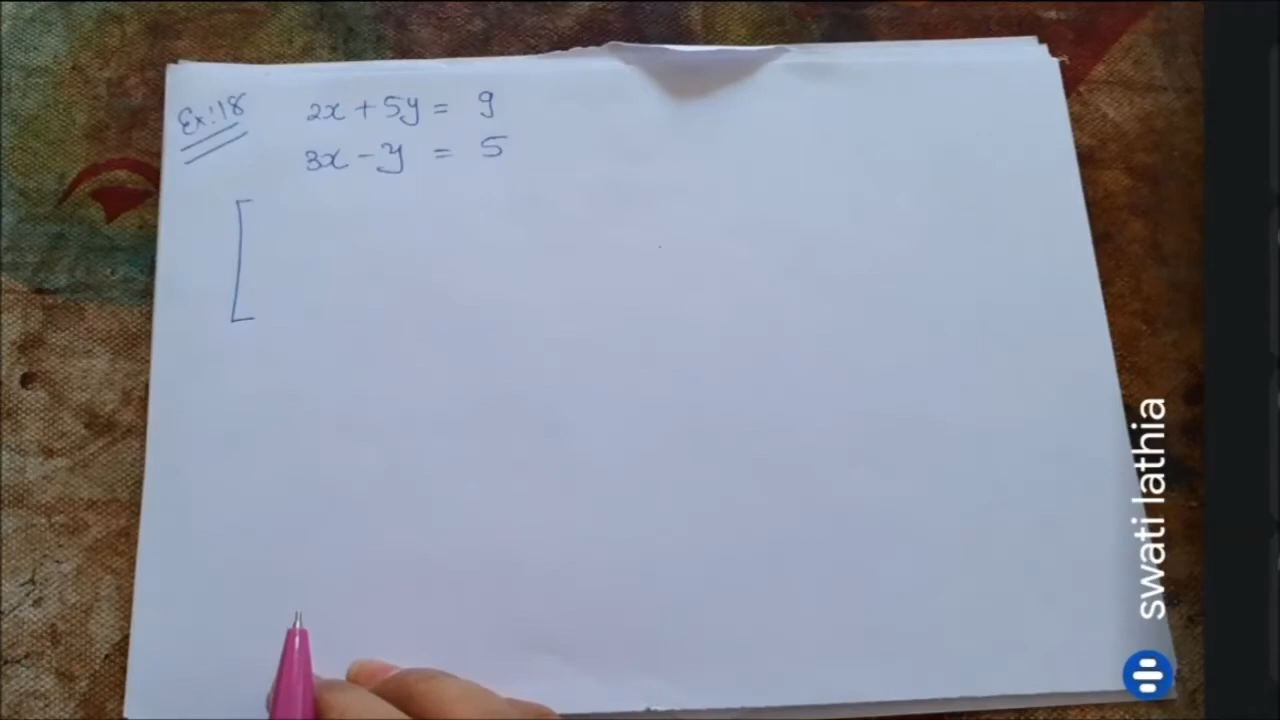 Ex:18
2x + 5y = 9
3x - y = 5
[
swati lathia